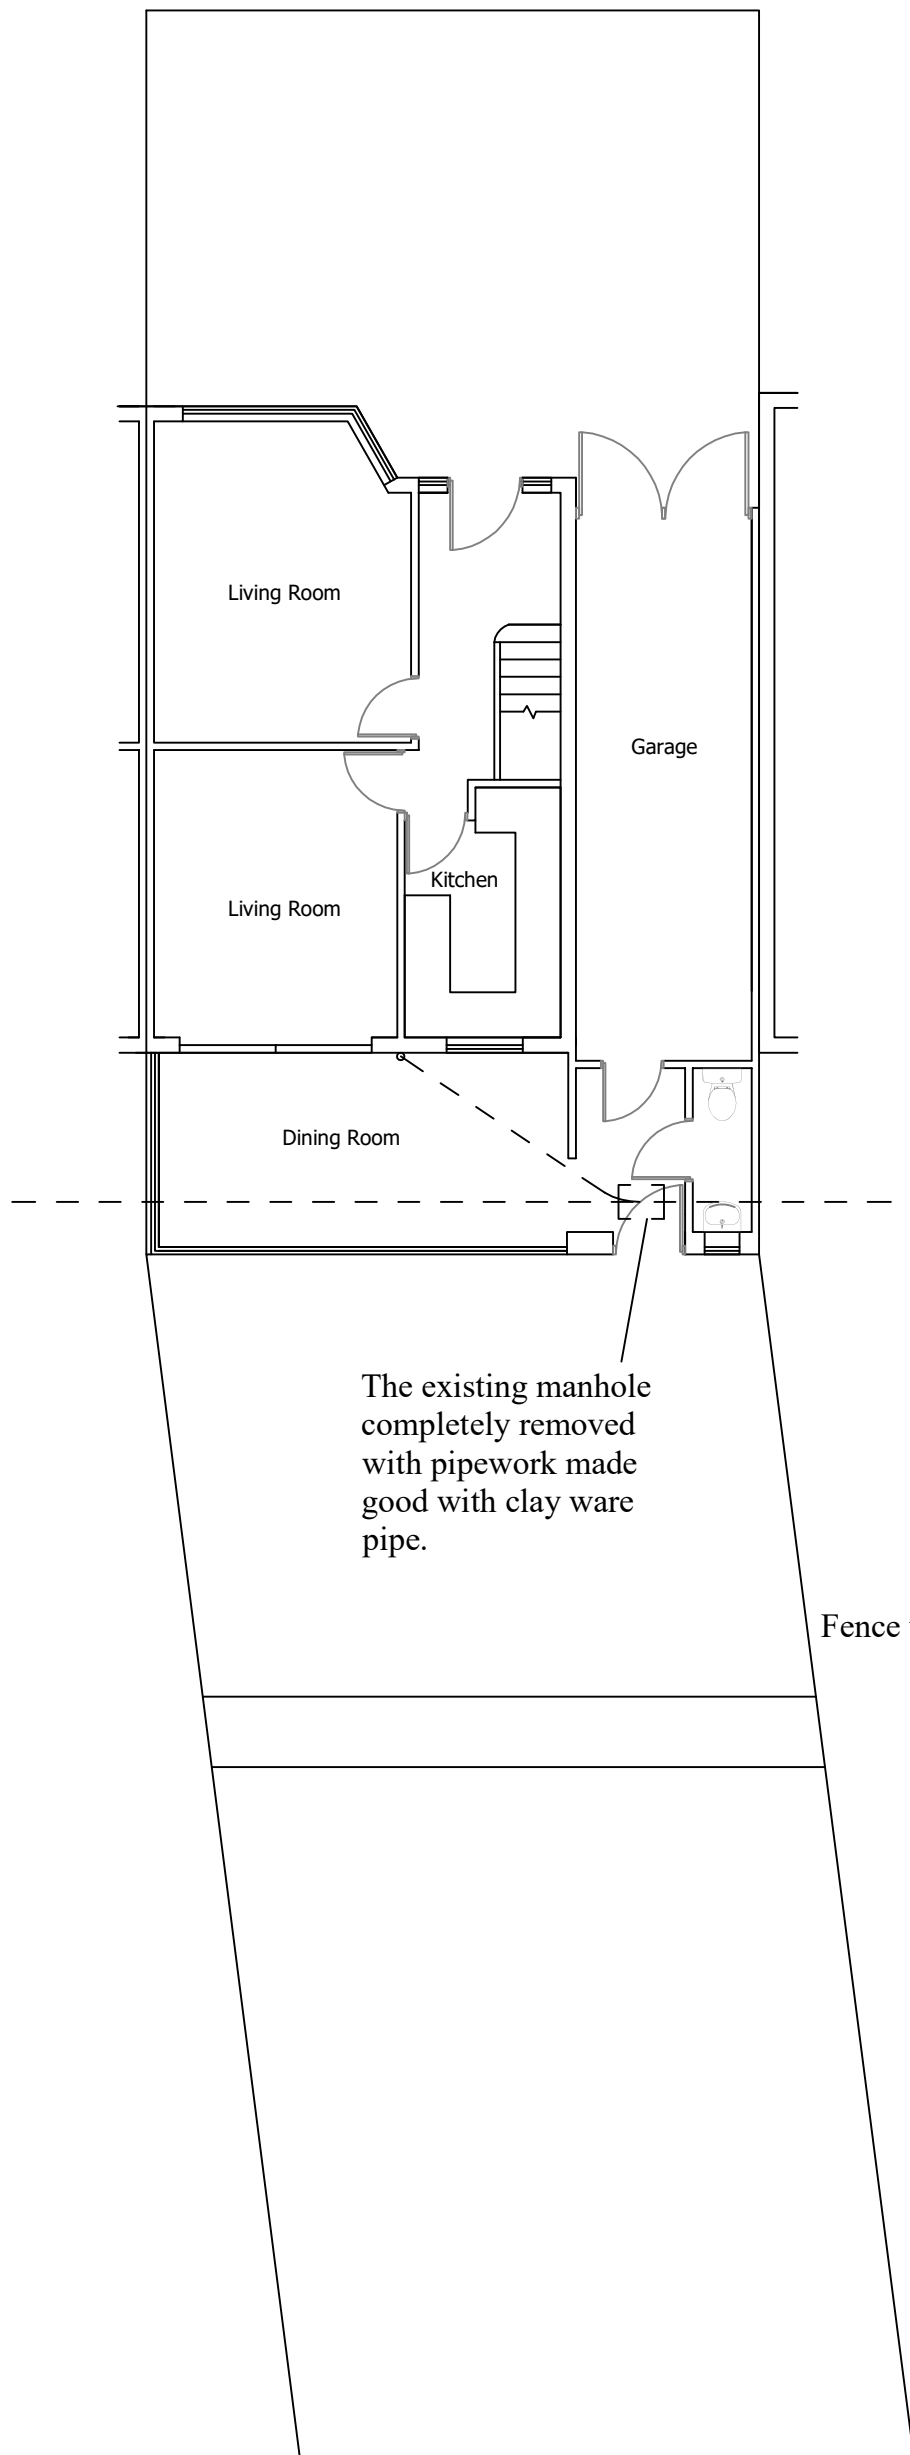 Living Room
Garage
Kitchen
Living Room
Dining Room
The existing manhole
completely removed
with pipework made
good with clay ware
pipe.
Fence